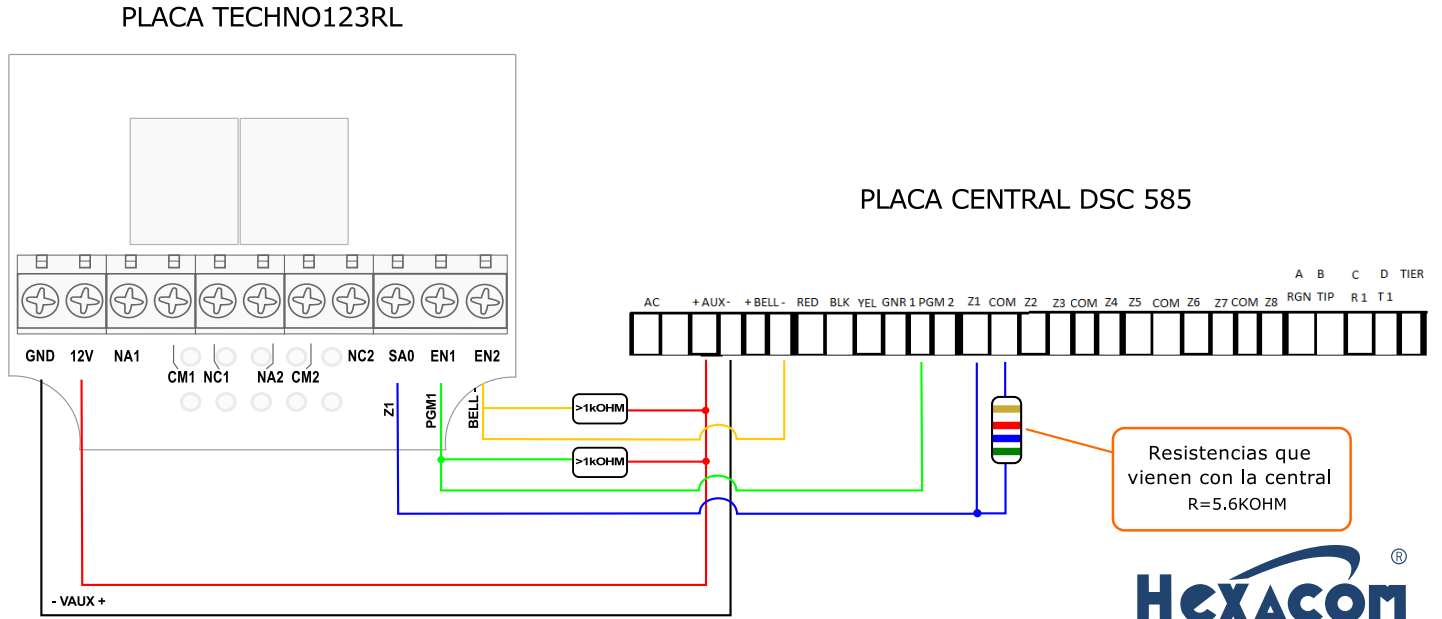 PLACA TECHNO123RL
PLACA CENTRAL DSC 585
A B C D TIER
RGN TIP R 1 T 1
AC + AUX - + BELL - RED BLK YEL GNR 1 PGM 2 Z1 COM Z2 Z3 COM Z4 Z5 COM Z6 Z7 COM Z8
GND 12V NA1 NC2 SA0 EN1 EN2
CM1 NC1 NA2 CM2
Z1
PGM1
BELL -
>1kOHM
>1kOHM
Resistencias que
vienen con la central
R=5.6KOHM
- VAUX +
HEXACOM ®